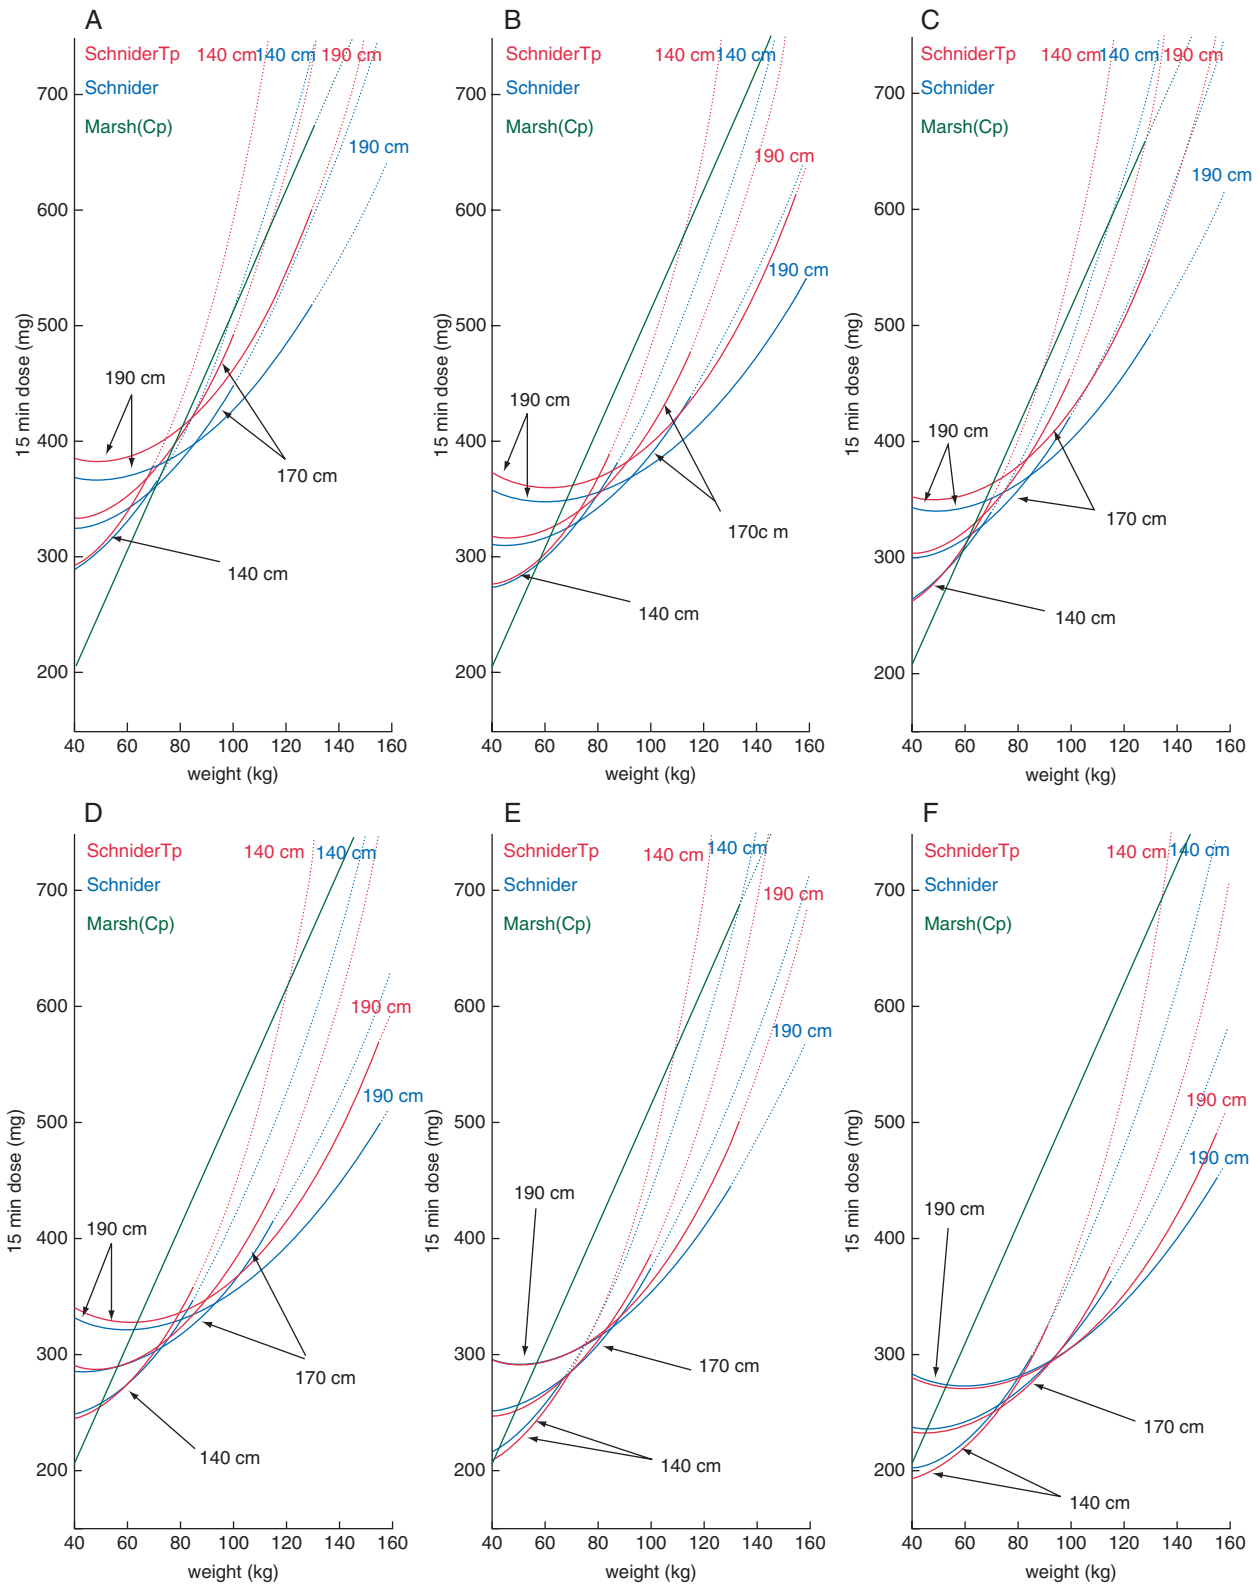 A
SchniderTp 140 cm 140 cm 190 cm
Schnider
Marsh(Cp)
190 cm
700
600
500
400
300
200
15 min dose (mg)
190 cm
170 cm
140 cm
40 60 80 100 120 140 160
weight (kg)
B
SchniderTp 140 cm 140 cm
Schnider
Marsh(Cp)
190 cm
190 cm
700
600
500
400
300
200
15 min dose (mg)
190 cm
170c m
140 cm
40 60 80 100 120 140 160
weight (kg)
C
SchniderTp 140 cm 140 cm 190 cm
Schnider
Marsh(Cp)
190 cm
700
600
500
400
300
200
15 min dose (mg)
190 cm
170 cm
140 cm
40 60 80 100 120 140 160
weight (kg)
D
SchniderTp 140 cm 140 cm
Schnider
Marsh(Cp)
190 cm
190 cm
700
600
500
400
300
200
15 min dose (mg)
190 cm
170 cm
140 cm
40 60 80 100 120 140 160
weight (kg)
E
SchniderTp 140 cm 140 cm
Schnider
190 cm
Marsh(Cp)
190 cm
700
600
500
400
300
200
15 min dose (mg)
190 cm
170 cm
140 cm
40 60 80 100 120 140 160
weight (kg)
F
SchniderTp 140 cm 140 cm
Schnider
Marsh(Cp)
190 cm
190 cm
700
600
500
400
300
200
15 min dose (mg)
190 cm
170 cm
140 cm
40 60 80 100 120 140 160
weight (kg)